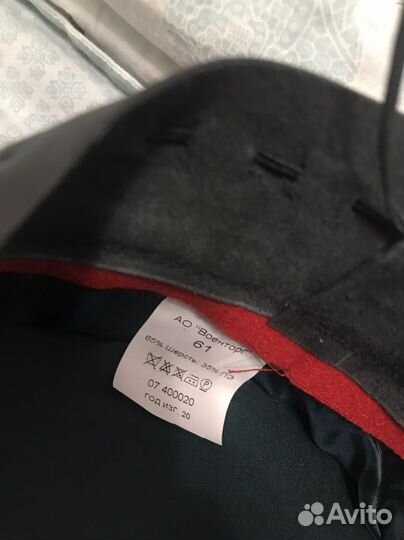 АО "Военторг"
61
65% Шерсть, 35% ПЭ
07.400020
год изг. 20
Avito